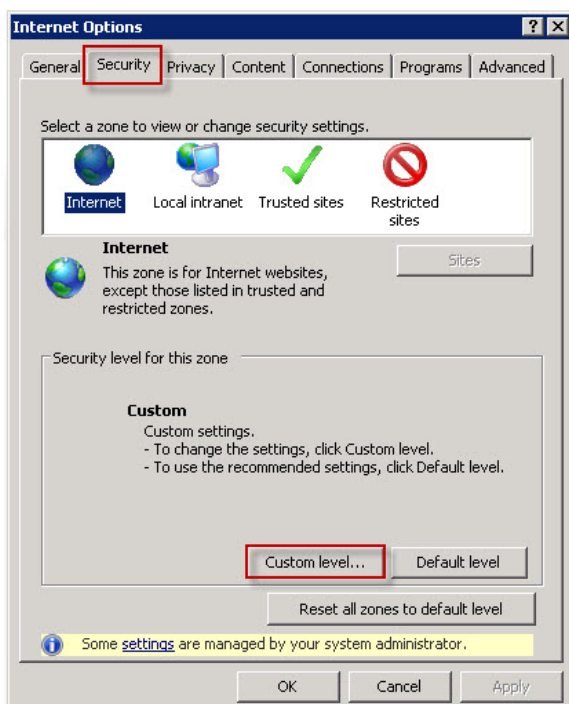 Internet Options
General Security Privacy Content Connections Programs Advanced
Select a zone to view or change security settings.
Internet Local intranet Trusted sites Restricted
sites
Internet
Sites
This zone is for Internet websites,
except those listed in trusted and
restricted zones.
Security level for this zone
Custom
Custom settings.
- To change the settings, click Custom level.
- To use the recommended settings, click Default level.
Custom level... Default level
Reset all zones to default level
Some settings are managed by your system administrator.
OK Cancel Apply